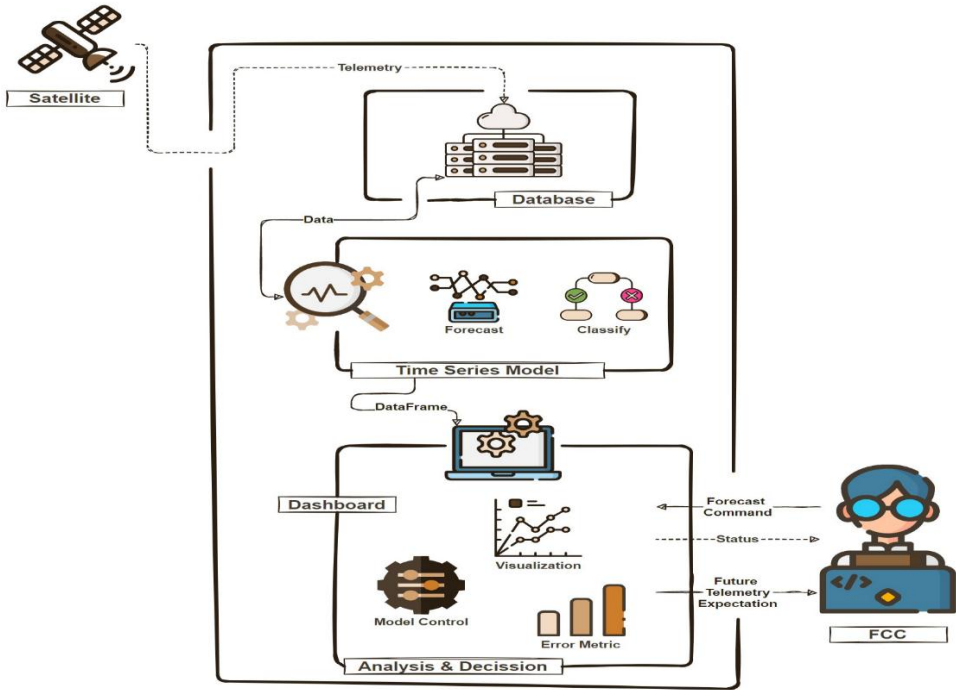 Satellite
Telemetry
Database
Data
Forecast
Classify
Time Series Model
DataFrame
Dashboard
Visualization
Model Control
Error Metric
Analysis & Decission
Forecast
Command
Status
Future
Telemetry
Expectation
</>
FCC